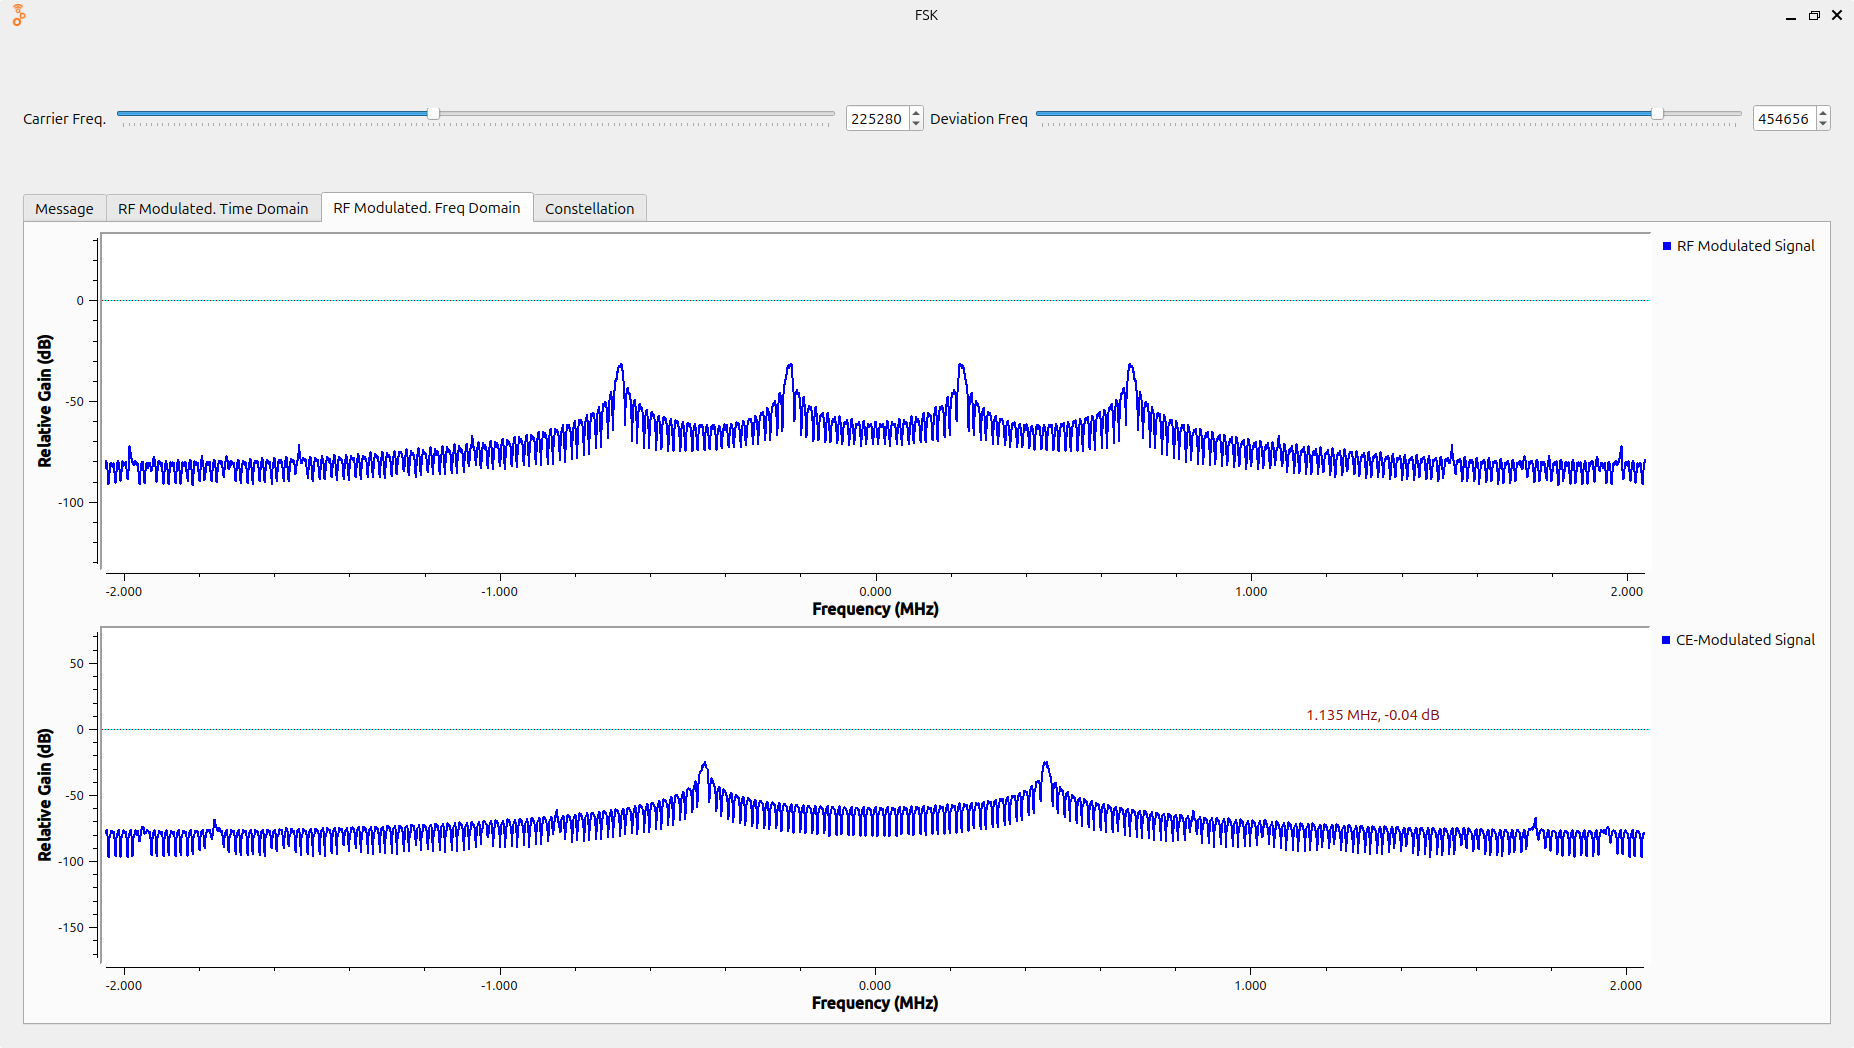 FSK
Carrier Freq. 225280 Deviation Freq 454656
Message RF Modulated. Time Domain RF Modulated. Freq Domain Constellation
RF Modulated Signal
0
-50
-100
Relative Gain (dB)
-2.000 -1.000 0.000 1.000 2.000
Frequency (MHz)
CE-Modulated Signal
50
1.135 MHz, -0.04 dB
0
-50
-100
-150
Relative Gain (dB)
-2.000 -1.000 0.000 1.000 2.000
Frequency (MHz)